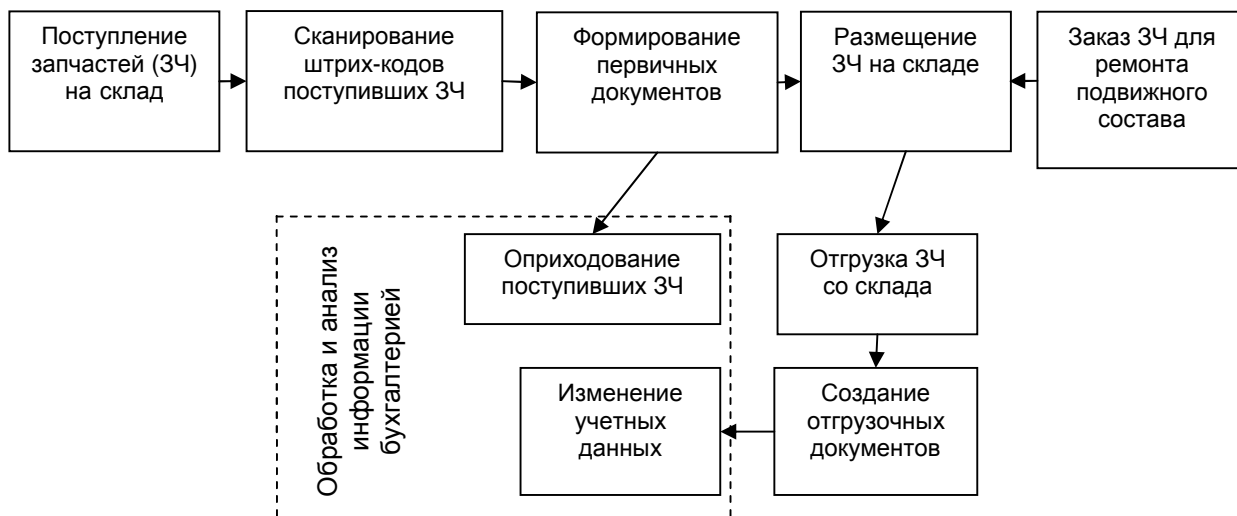 Поступление
запчастей (ЗЧ)
на склад
Сканирование
штрих-кодов
поступивших ЗЧ
Формирование
первичных
документов
Размещение
ЗЧ на складе
Заказ ЗЧ для
ремонта
подвижного
состава
Обработка и анализ
информации
бухгалтерией
Оприходование
поступивших ЗЧ
Отгрузка ЗЧ
со склада
Изменение
учетных
данных
Создание
отгрузочных
документов